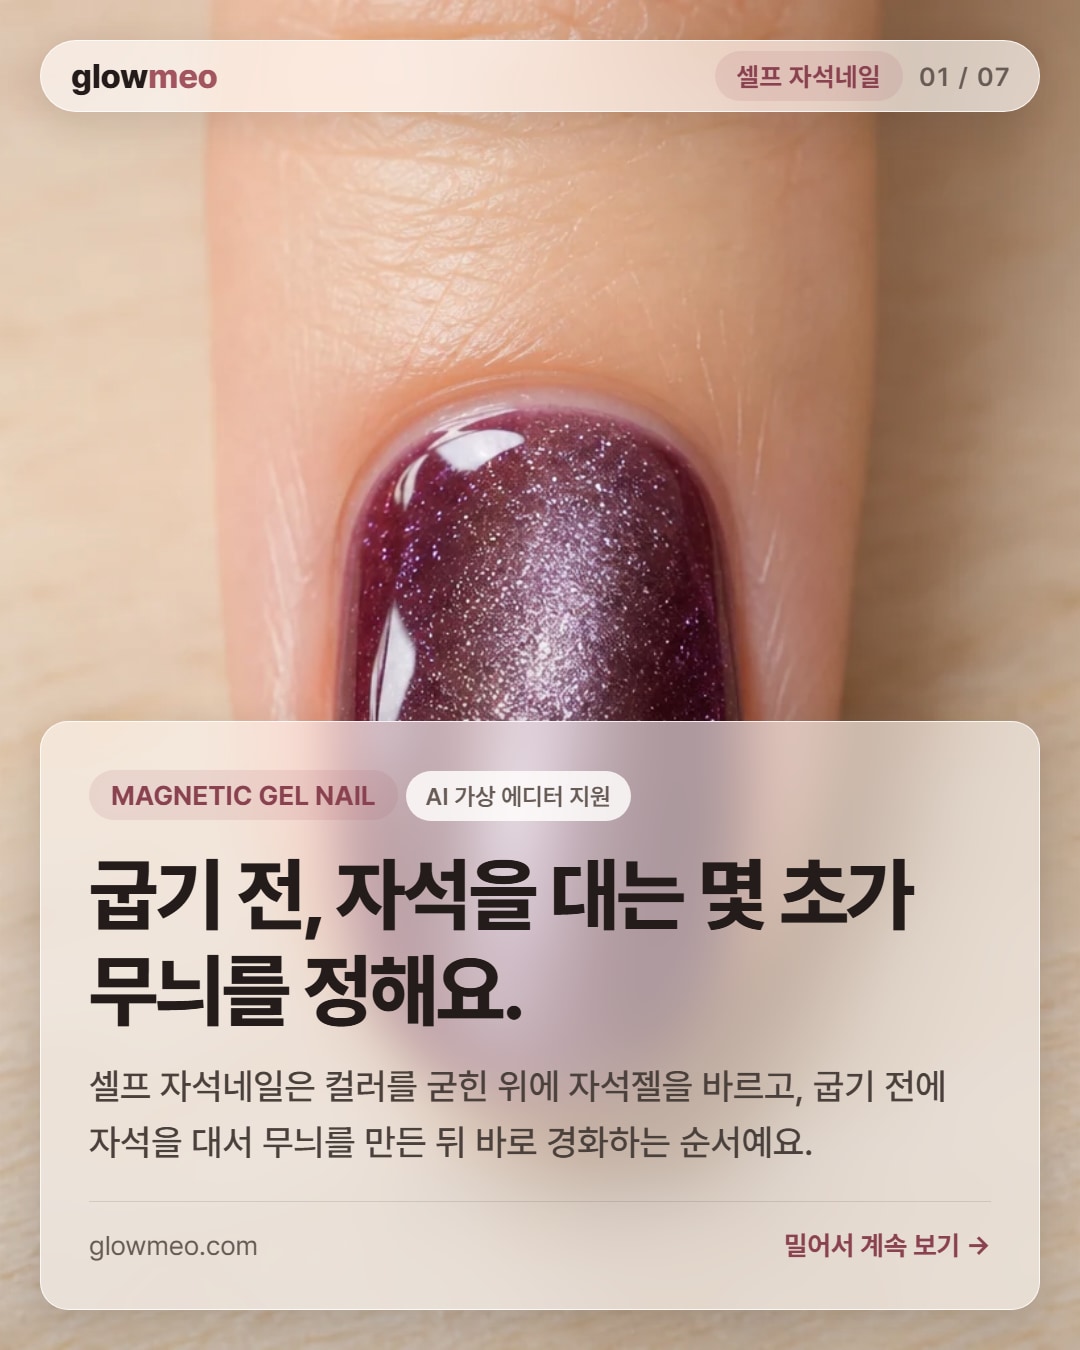 glowmeo
셀프 자석네일
01 / 07
MAGNETIC GEL NAIL
AI 가상 에디터 지원
굽기 전, 자석을 대는 몇 초가
무늬를 정해요.
셀프 자석네일은 컬러를 굳힌 위에 자석젤을 바르고, 굽기 전에
자석을 대서 무늬를 만든 뒤 바로 경화하는 순서예요.
glowmeo.com
밀어서 계속 보기 →